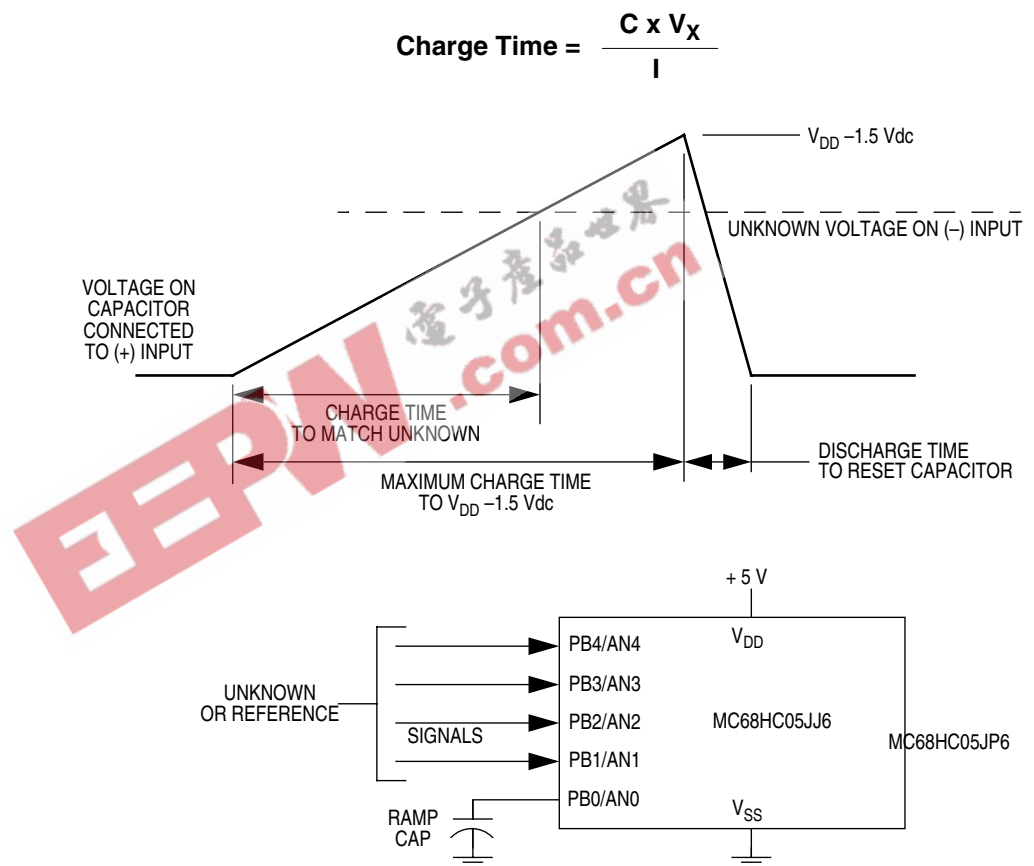 Charge Time = C x VX / I
VDD –1.5 Vdc
UNKNOWN VOLTAGE ON (–) INPUT
VOLTAGE ON
CAPACITOR
CONNECTED
TO (+) INPUT
電子產品世界
.com.cn
EEPW
CHARGE TIME
TO MATCH UNKNOWN
MAXIMUM CHARGE TIME
TO VDD –1.5 Vdc
DISCHARGE TIME
TO RESET CAPACITOR
+ 5 V
VDD
PB4/AN4
PB3/AN3
UNKNOWN
OR REFERENCE
PB2/AN2
MC68HC05JJ6
SIGNALS
MC68HC05JP6
PB1/AN1
PB0/AN0
RAMP
CAP
VSS